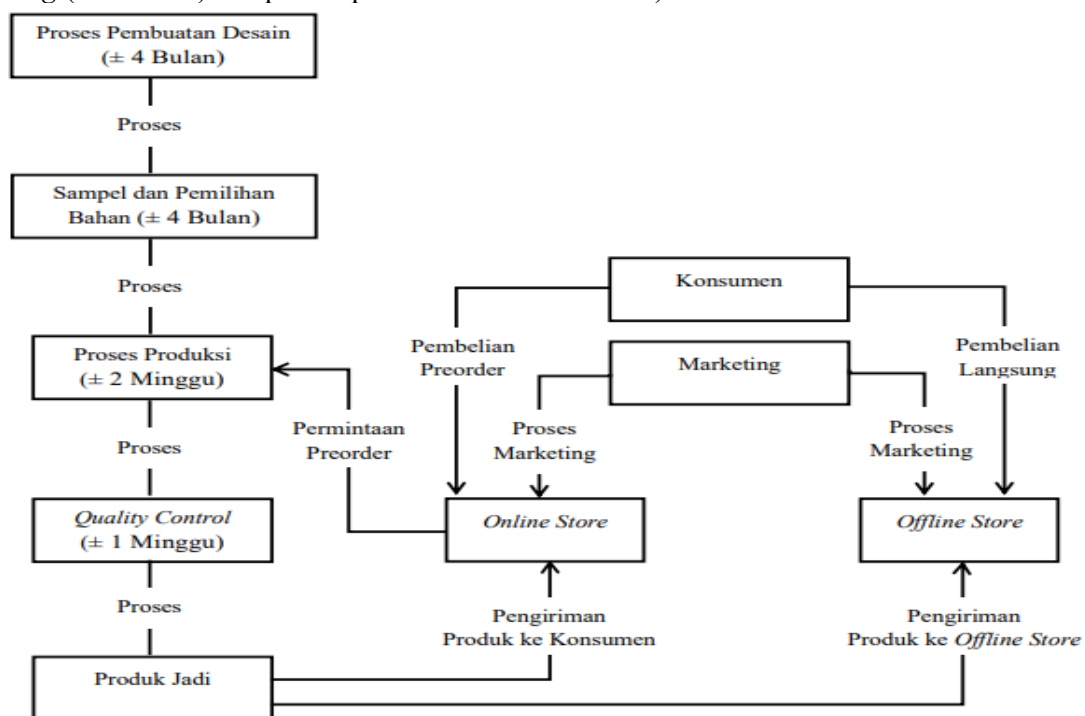 Proses Pembuatan Desain
(± 4 Bulan)
Proses
Sampel dan Pemilihan
Bahan (± 4 Bulan)
Proses
Proses Produksi
(± 2 Minggu)
Proses
Quality Control
(± 1 Minggu)
Proses
Produk Jadi
Permintaan
Preorder
Konsumen
Pembelian
Preorder
Pembelian
Langsung
Marketing
Proses
Marketing
Proses
Marketing
Online Store
Offline Store
Pengiriman
Produk ke Konsumen
Pengiriman
Produk ke Offline Store